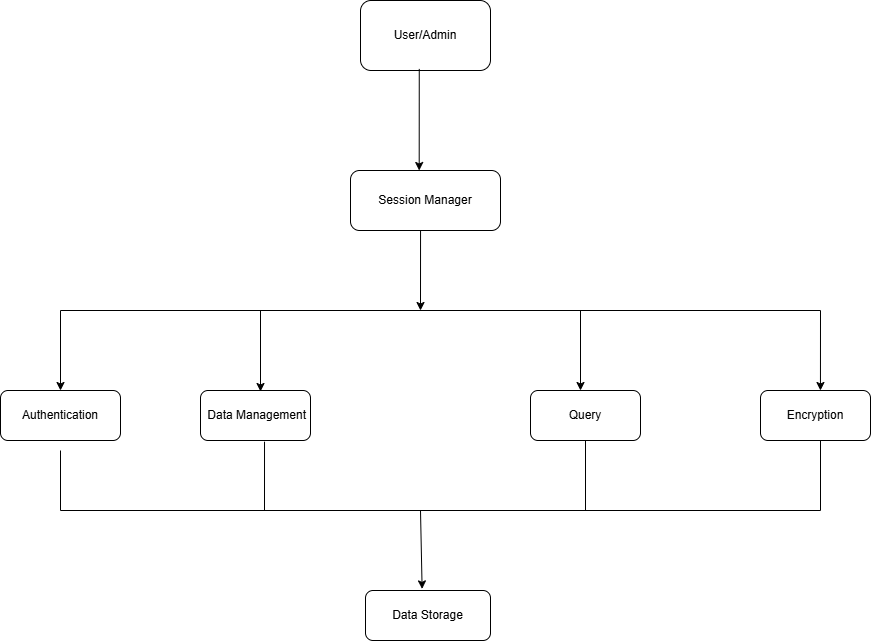 User/Admin
Session Manager
Authentication
Data Management
Query
Encryption
Data Storage